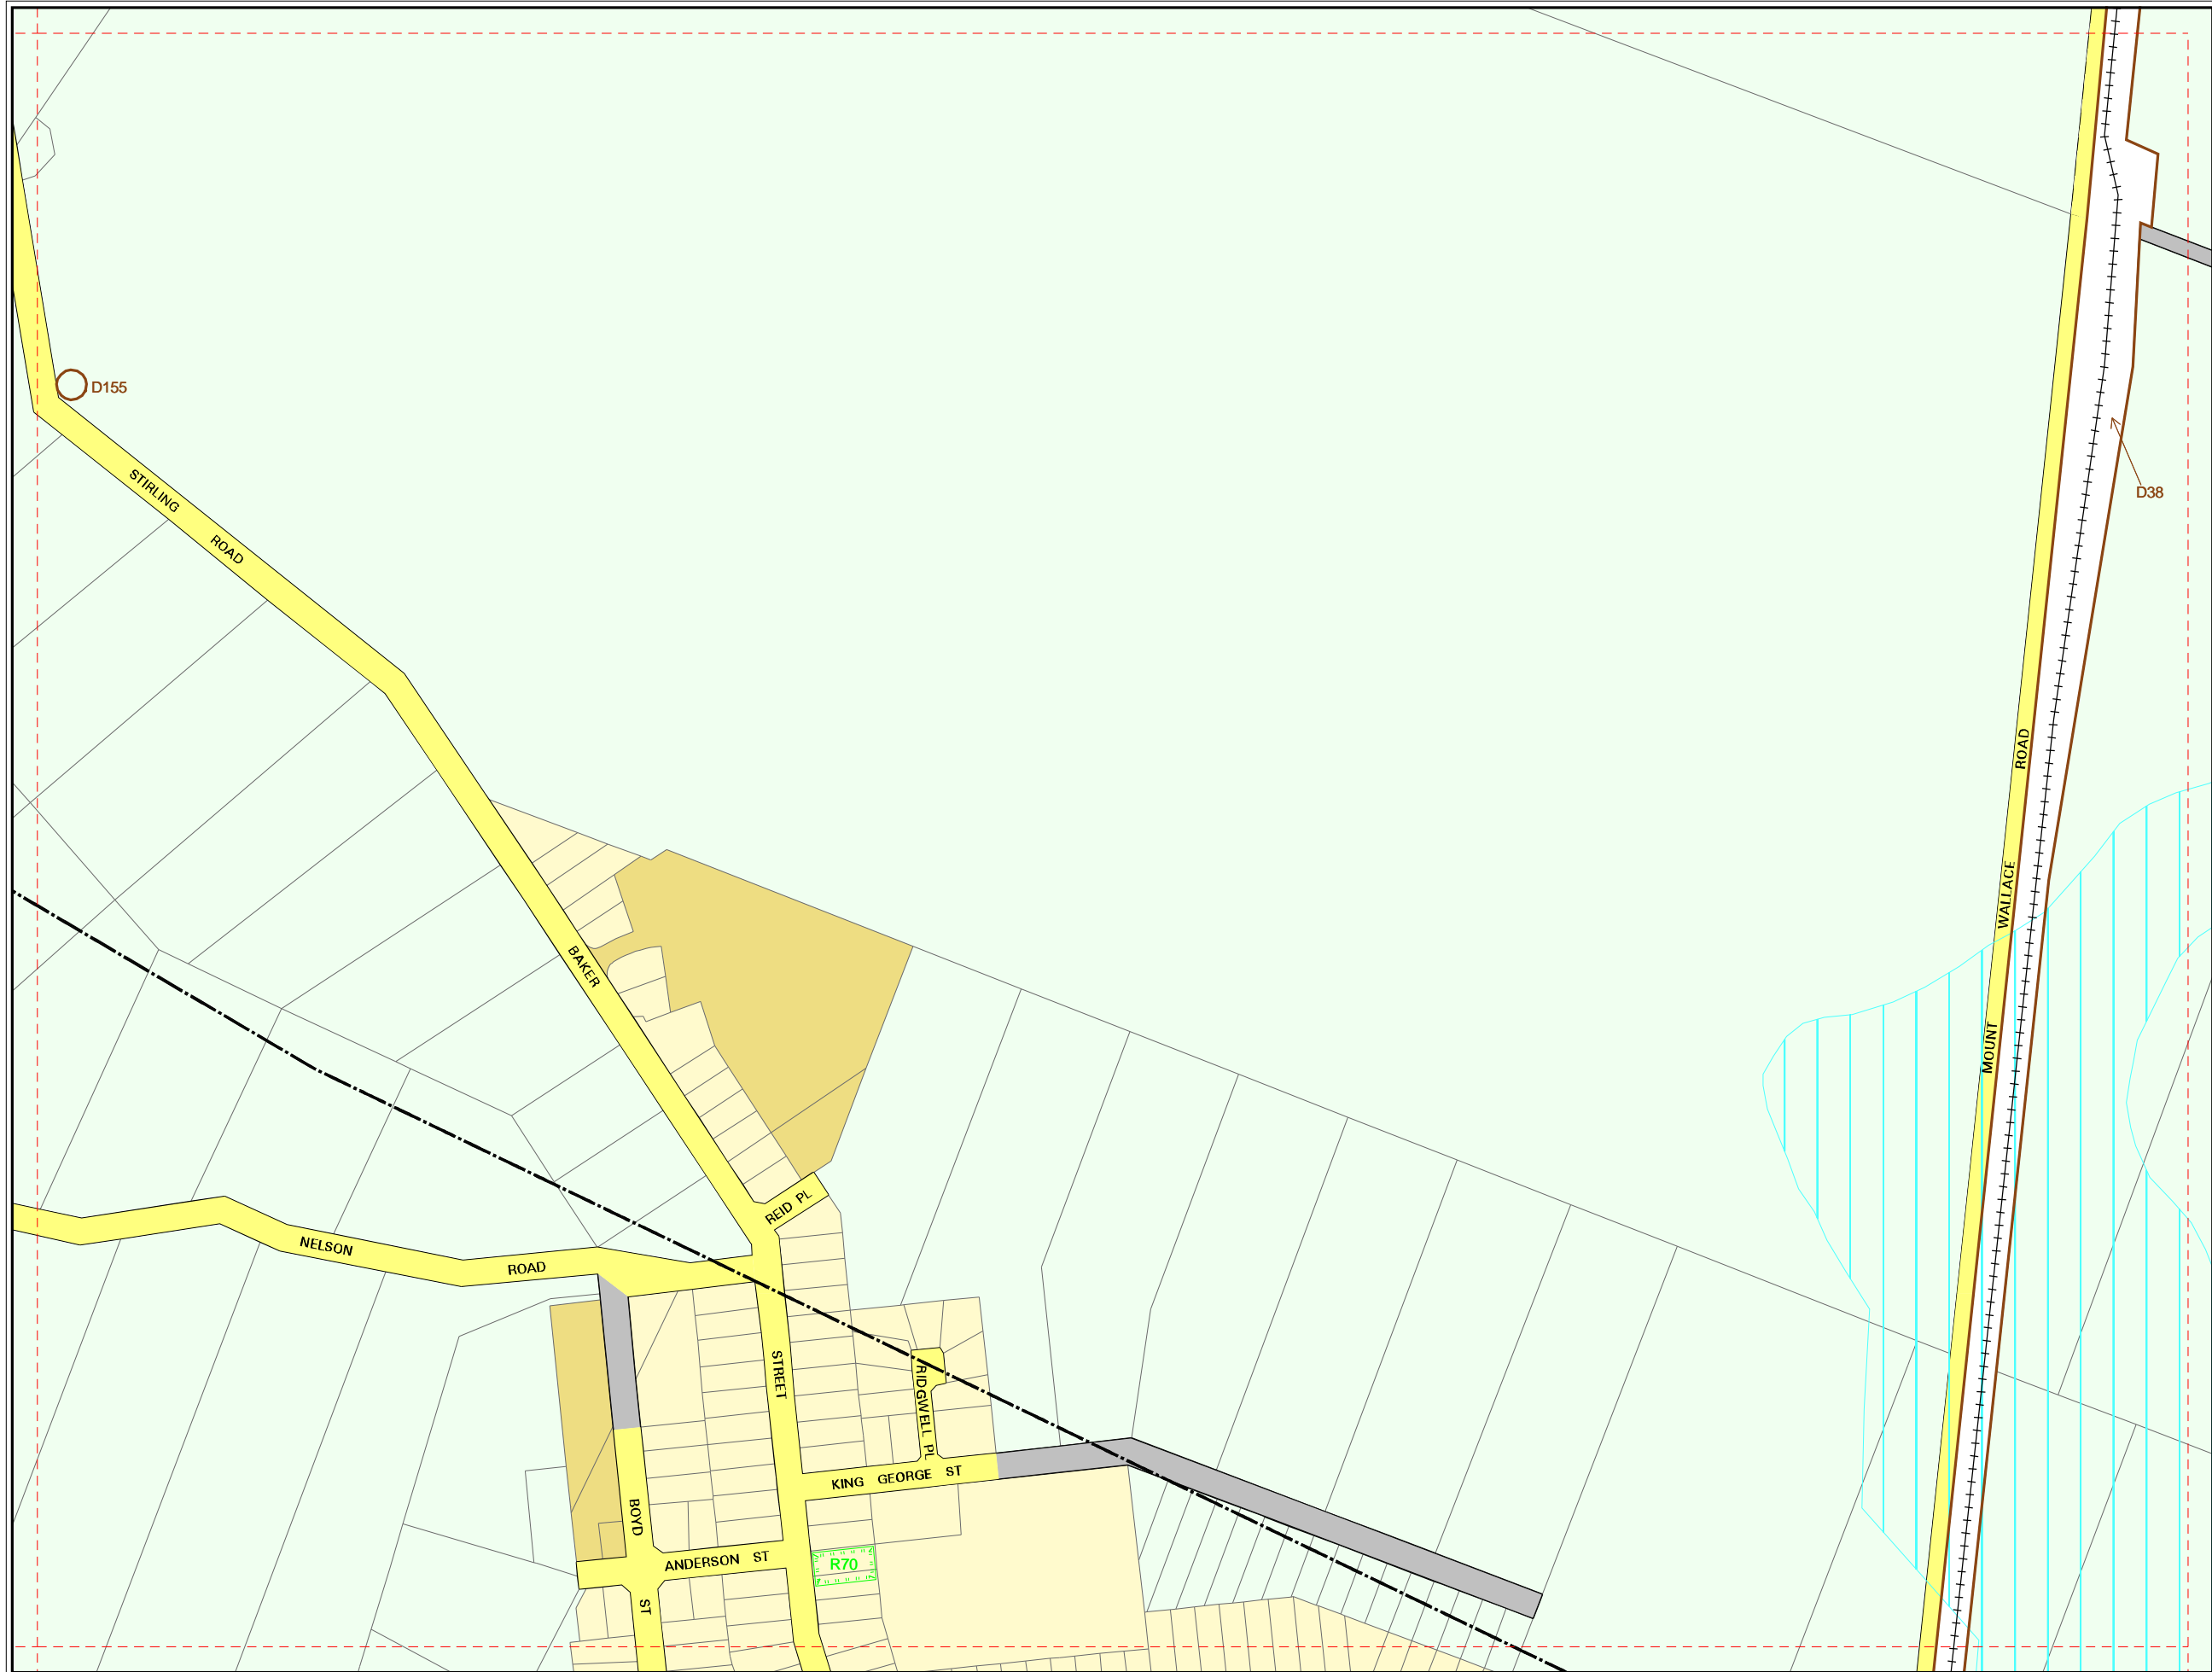 D155
STIRLING
ROAD
D38
ROAD
WALLACE
MOUNT
BAKER
REID PL
NELSON
ROAD
STREET
RIDGWELL PL
KING GEORGE ST
BOYD
ANDERSON ST
R70
ST